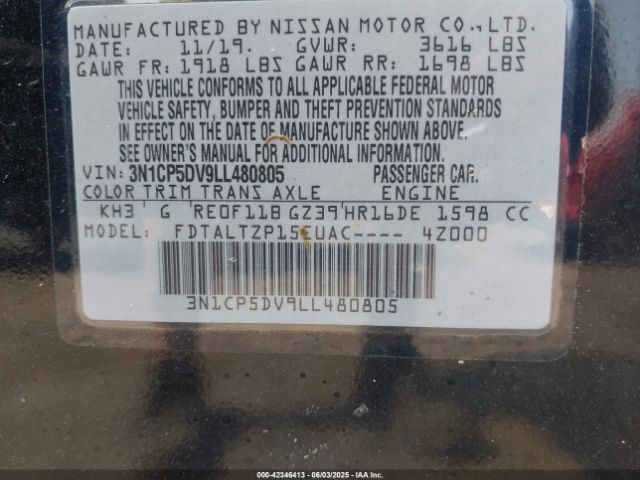 MANUFACTURED BY NISSAN MOTOR CO., LTD.
DATE: 11/19. GVWR: 3616 LBS
GAWR FR: 1918 LBS GAWR RR: 1698 LBS
THIS VEHICLE CONFORMS TO ALL APPLICABLE FEDERAL MOTOR
VEHICLE SAFETY, BUMPER AND THEFT PREVENTION STANDARDS
IN EFFECT ON THE DATE OF MANUFACTURE SHOWN ABOVE.
SEE OWNER'S MANUAL FOR ADDITIONAL INFORMATION.
VIN: 3N1CP5DV9LL480805 PASSENGER CAR.
COLOR TRIM TRANS AXLE ENGINE
KH3 G RE0F11B GZ39 HR16DE 1598 CC
MODEL: FDTALTZP15EUAC---- 4Z000
3N1CP5DV9LL480805
00-42346413 - 06/03/2025 - IAAI.COM